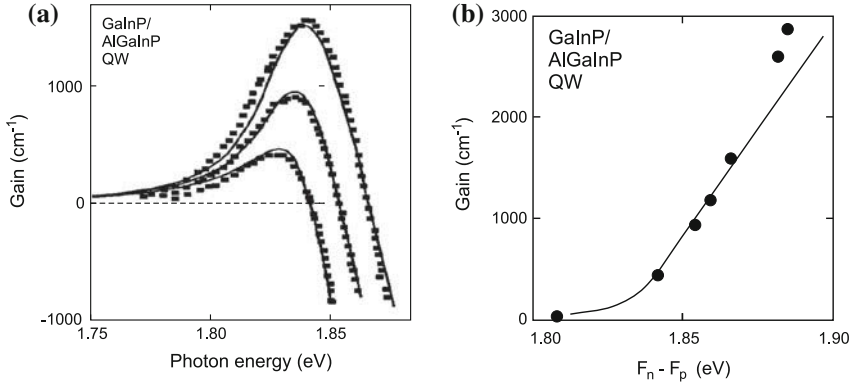 (a)
GaInP/
AlGaInP
QW
Gain (cm⁻¹)
1000
0
-1000
1.75
1.80
1.85
Photon energy (eV)
(b)
GaInP/
AlGaInP
QW
Gain (cm⁻¹)
3000
2000
1000
0
1.80
1.85
1.90
Fₙ - Fₚ (eV)